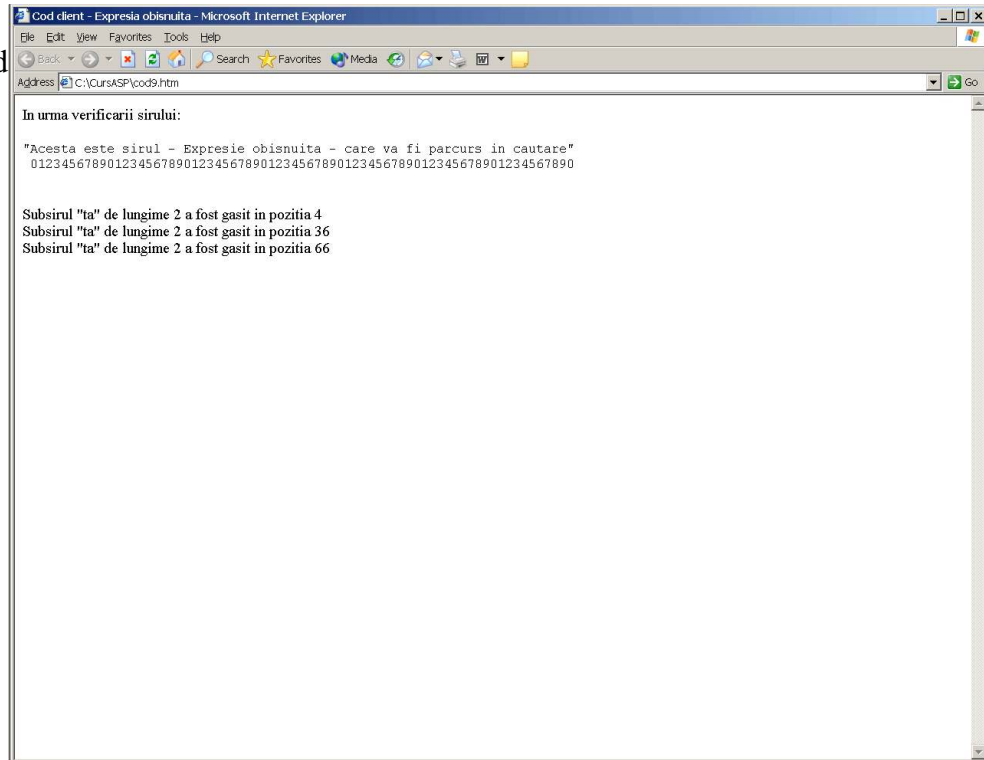 Cod client - Expresia obisnuita - Microsoft Internet Explorer
File Edit View Favorites Tools Help
d
Back Search Favorites Media
Address C:\CursASP\cod9.htm Go
In urma verificarii sirului:
"Acesta este sirul - Expresie obisnuita - care va fi parcurs in cautare"
01234567890123456789012345678901234567890123456789012345678901234567890
Subsirul "ta" de lungime 2 a fost gasit in pozitia 4
Subsirul "ta" de lungime 2 a fost gasit in pozitia 36
Subsirul "ta" de lungime 2 a fost gasit in pozitia 66